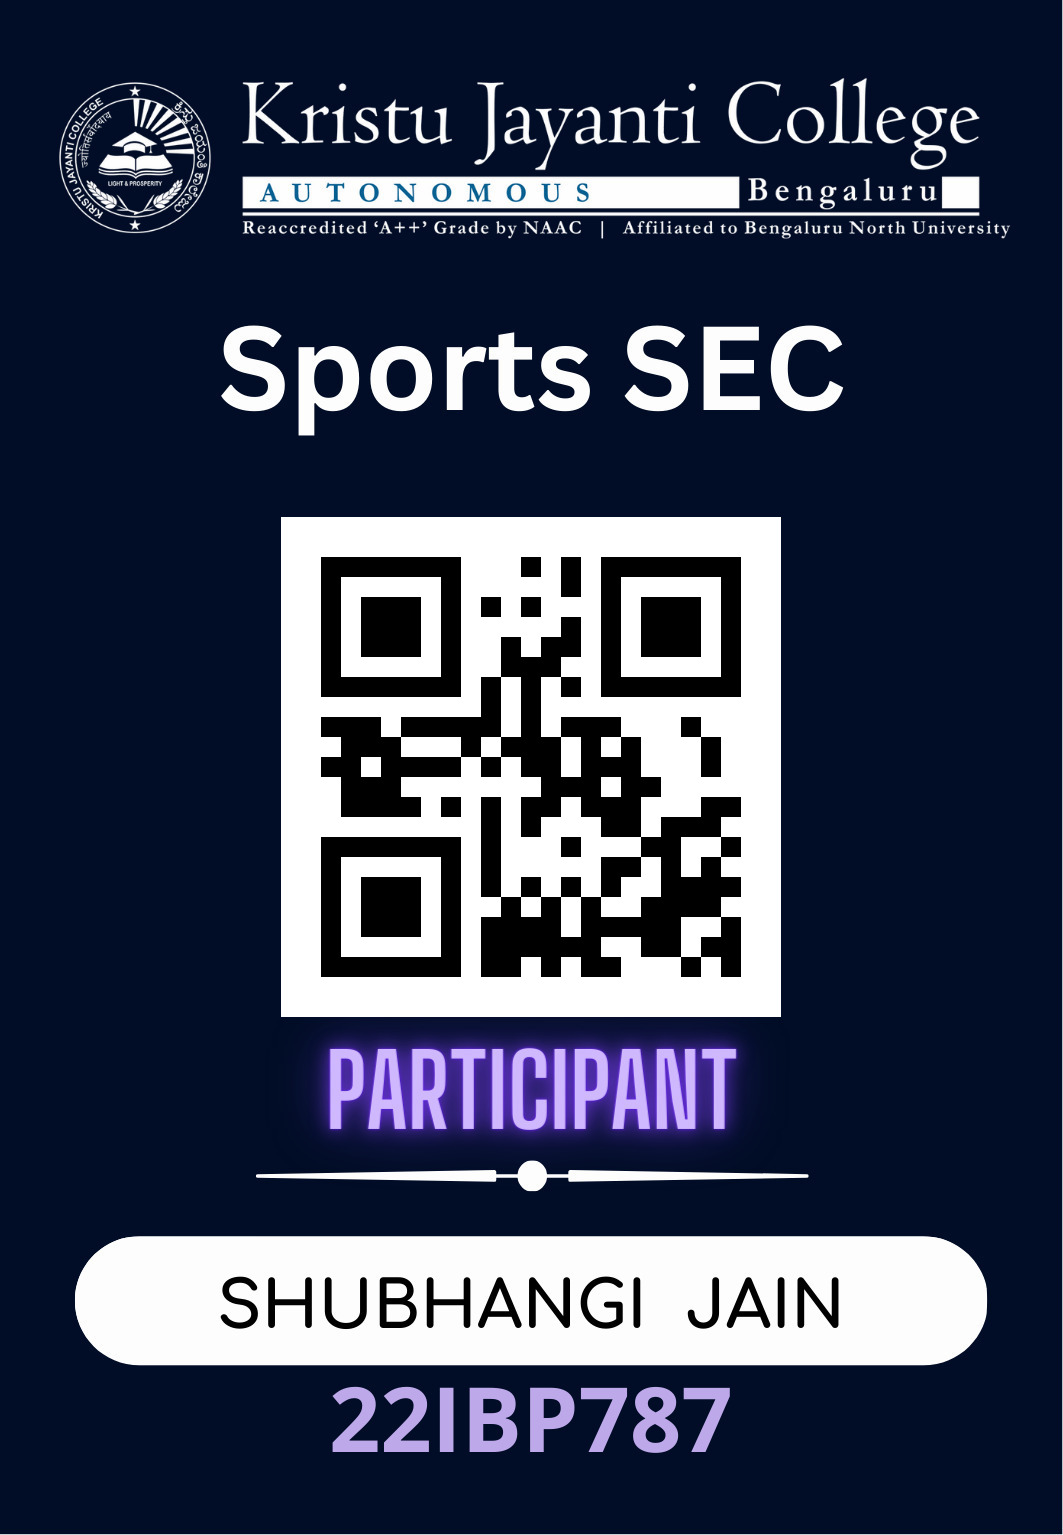 KRISTU JAYANTI COLLEGE
ಕ್ರಿಸ್ತು ಜಯಂತಿ ಕಾಲೇಜು
LIGHT & PROSPERITY
Kristu Jayanti College
AUTONOMOUS Bengaluru
Reaccredited ‘A++’ Grade by NAAC | Affiliated to Bengaluru North University
Sports SEC
PARTICIPANT
SHUBHANGI JAIN
22IBP787